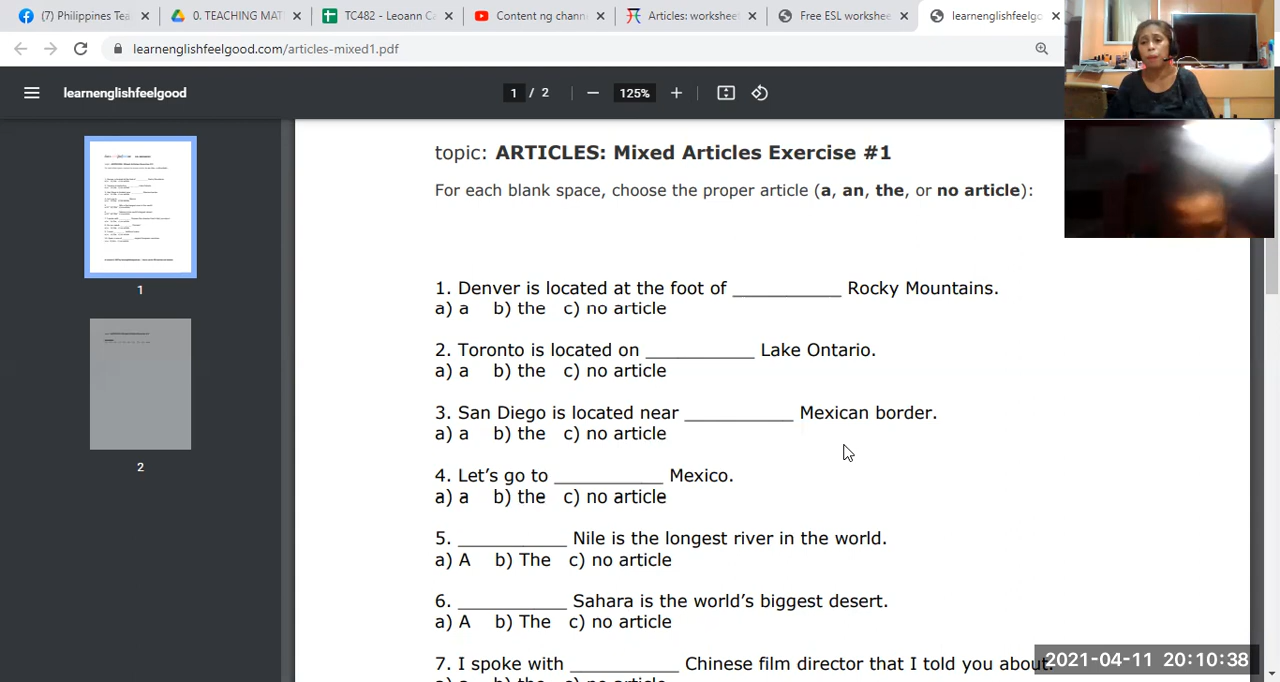 (7) Philippines Tea
0. TEACHING MAT
TC482 - Leoann C
Content ng chann
Articles: workshee
Free ESL workshee
learnenglishfeelgo
learnenglishfeelgood.com/articles-mixed1.pdf
learnenglishfeelgood
1 / 2
125%
topic: ARTICLES: Mixed Articles Exercise #1
For each blank space, choose the proper article (a, an, the, or no article):
1. Denver is located at the foot of ___________ Rocky Mountains.
a) a b) the c) no article
2. Toronto is located on ___________ Lake Ontario.
a) a b) the c) no article
3. San Diego is located near ___________ Mexican border.
a) a b) the c) no article
4. Let’s go to ___________ Mexico.
a) a b) the c) no article
5. ___________ Nile is the longest river in the world.
a) A b) The c) no article
6. ___________ Sahara is the world’s biggest desert.
a) A b) The c) no article
7. I spoke with ___________ Chinese film director that I told you about.
1
2
2021-04-11 20:10:38